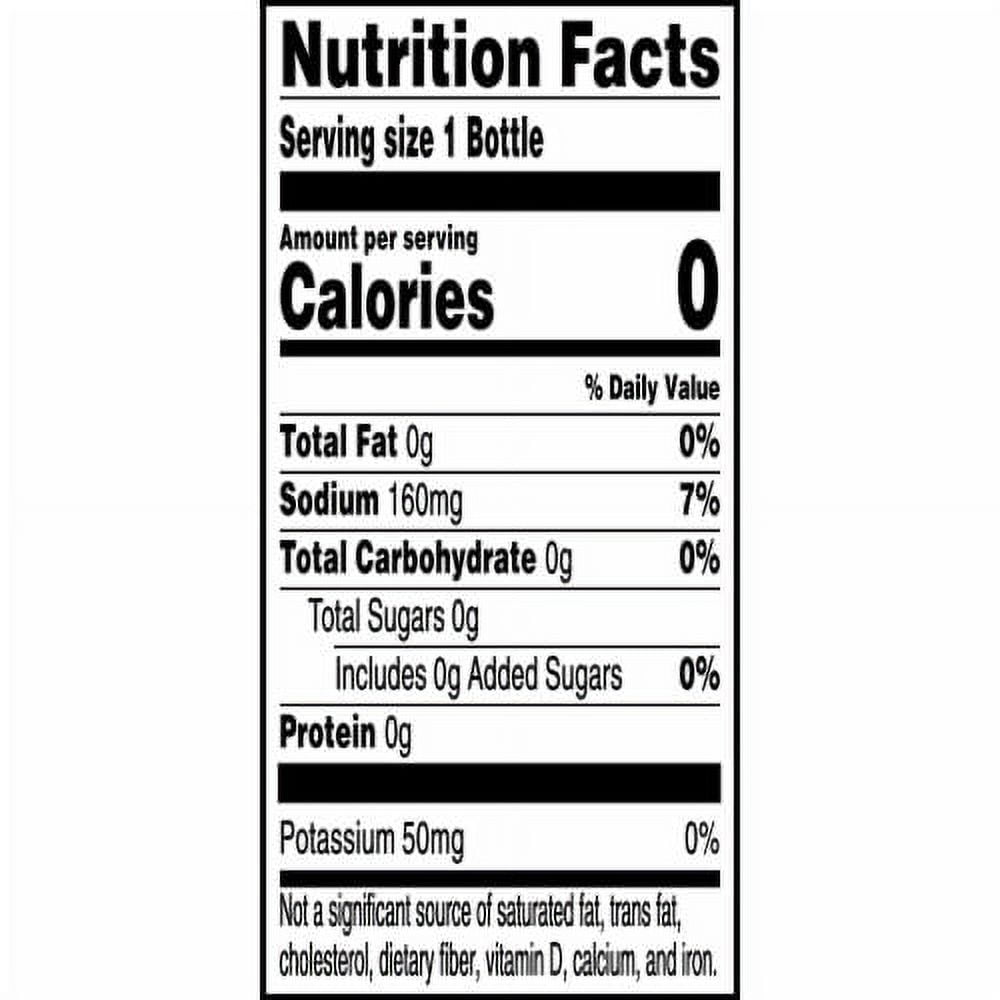 Nutrition Facts
Serving size 1 Bottle
Amount per serving
Calories 0
% Daily Value
Total Fat 0g 0%
Sodium 160mg 7%
Total Carbohydrate 0g 0%
Total Sugars 0g
Includes 0g Added Sugars 0%
Protein 0g
Potassium 50mg 0%
Not a significant source of saturated fat, trans fat,
cholesterol, dietary fiber, vitamin D, calcium, and iron.